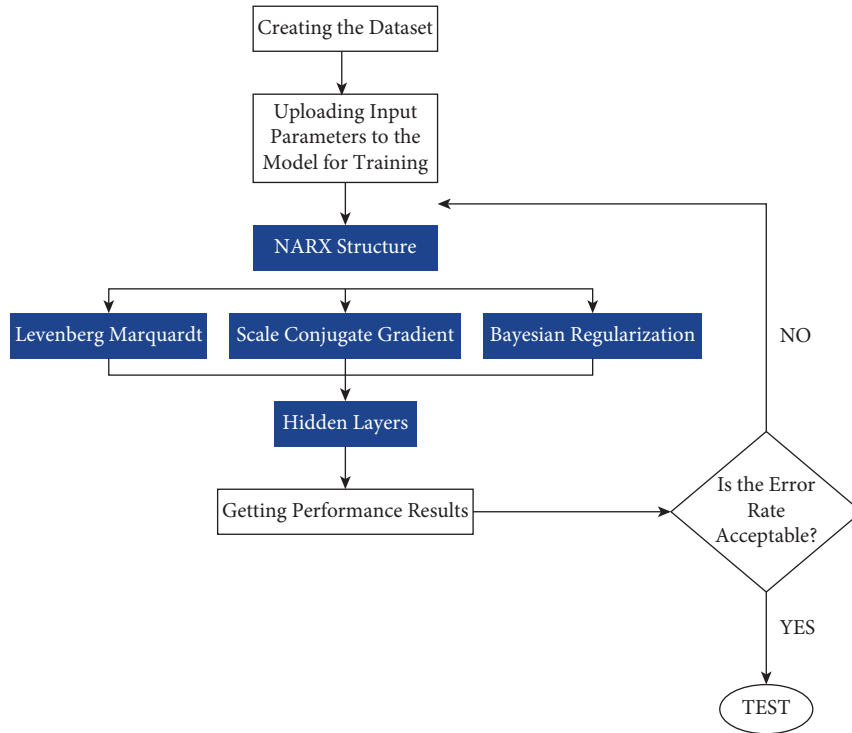 Creating the Dataset
Uploading Input
Parameters to the
Model for Training
NARX Structure
Levenberg Marquardt
Scale Conjugate Gradient
Bayesian Regularization
NO
Hidden Layers
Getting Performance Results
Is the Error
Rate
Acceptable?
YES
TEST